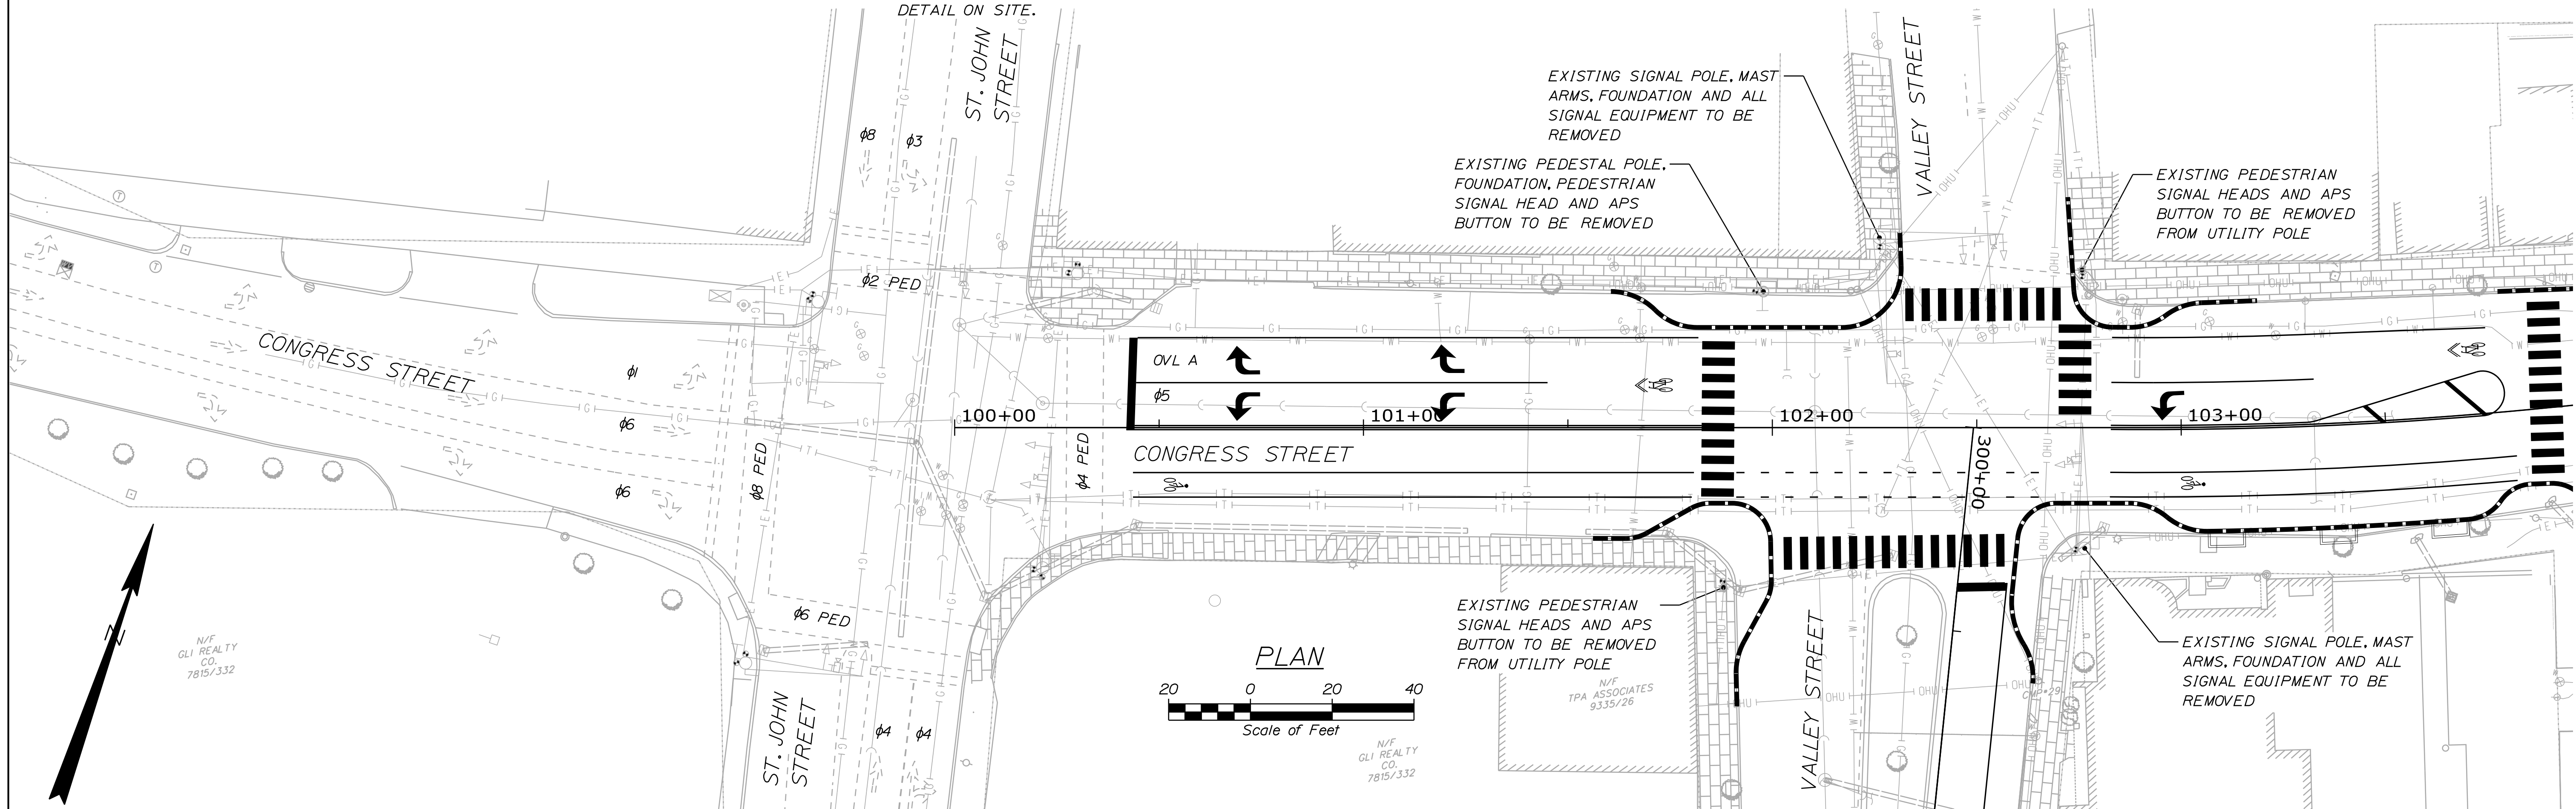 DETAIL ON SITE.
ST. JOHN
STREET
VALLEY STREET
EXISTING SIGNAL POLE, MAST
ARMS, FOUNDATION AND ALL
SIGNAL EQUIPMENT TO BE
REMOVED
EXISTING PEDESTAL POLE,
FOUNDATION, PEDESTRIAN
SIGNAL HEAD AND APS
BUTTON TO BE REMOVED
EXISTING PEDESTRIAN
SIGNAL HEADS AND APS
BUTTON TO BE REMOVED
FROM UTILITY POLE
ϕ8
ϕ3
ϕ2 PED
CONGRESS STREET
ϕ1
ϕ6
ϕ6
ϕ8 PED
ϕ4 PED
OVL A
ϕ5
100+00
101+00
102+00
103+00
300+00
CONGRESS STREET
ϕ6 PED
ST. JOHN
STREET
ϕ4
ϕ4
N
N/F
GLI REALTY
CO.
7815/332
PLAN
20 0 20 40
Scale of Feet
EXISTING PEDESTRIAN
SIGNAL HEADS AND APS
BUTTON TO BE REMOVED
FROM UTILITY POLE
N/F
TPA ASSOCIATES
9335/26
N/F
GLI REALTY
CO.
7815/332
VALLEY STREET
CMP#29
EXISTING SIGNAL POLE, MAST
ARMS, FOUNDATION AND ALL
SIGNAL EQUIPMENT TO BE
REMOVED